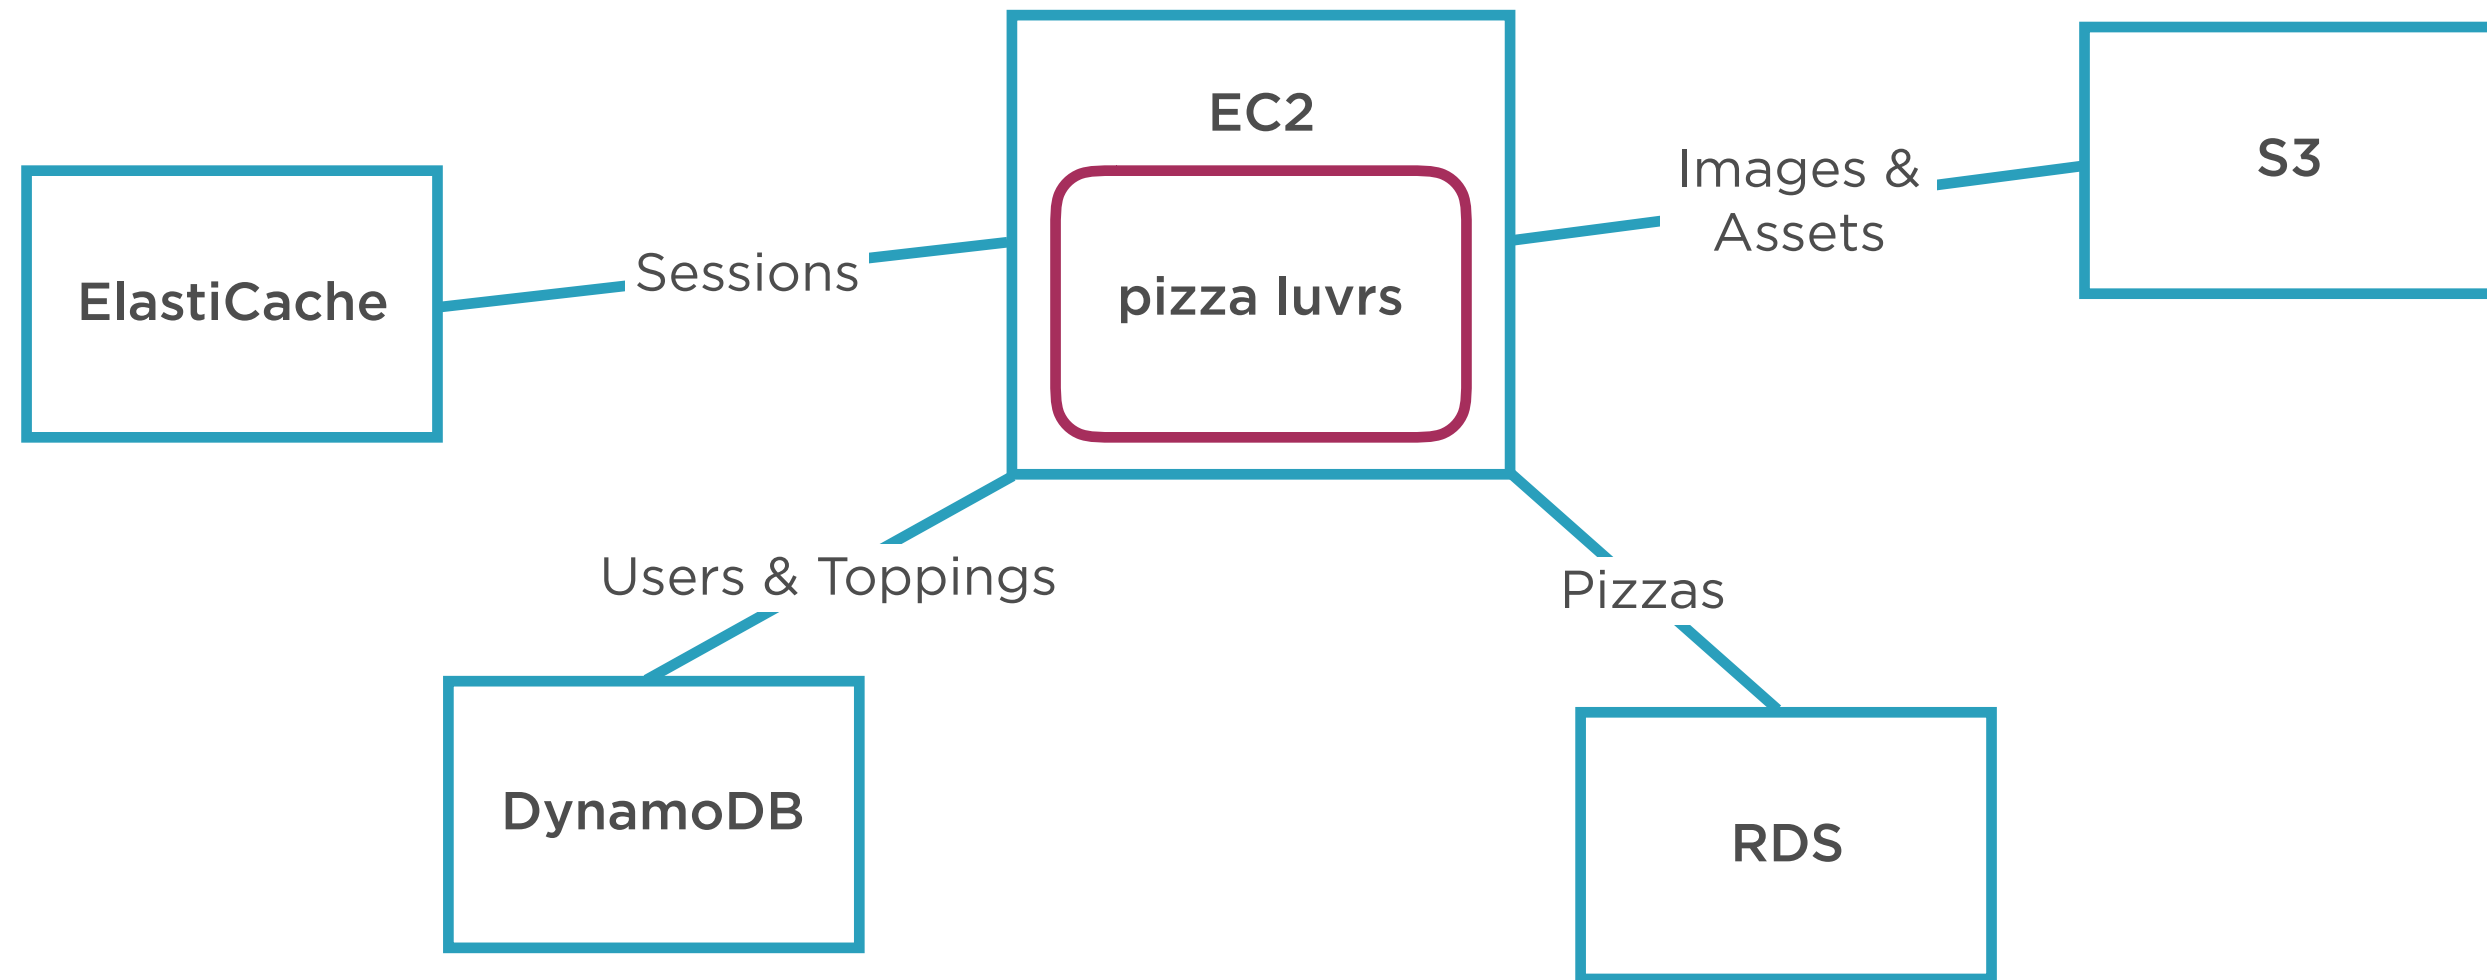 EC2
Images &
Assets
S3
Sessions
ElastiCache
pizza luvrs
Users & Toppings
Pizzas
DynamoDB
RDS